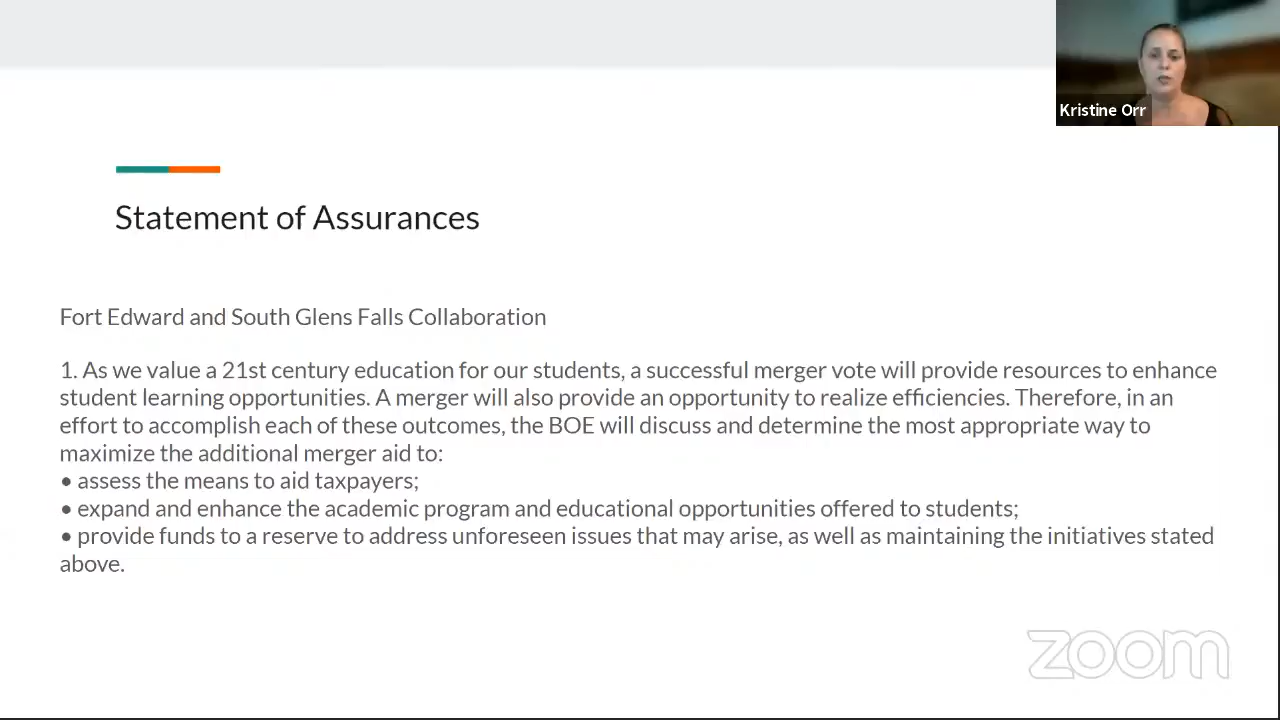 Kristine Orr
Statement of Assurances
Fort Edward and South Glens Falls Collaboration
1. As we value a 21st century education for our students, a successful merger vote will provide resources to enhance
student learning opportunities. A merger will also provide an opportunity to realize efficiencies. Therefore, in an
effort to accomplish each of these outcomes, the BOE will discuss and determine the most appropriate way to
maximize the additional merger aid to:
• assess the means to aid taxpayers;
• expand and enhance the academic program and educational opportunities offered to students;
• provide funds to a reserve to address unforeseen issues that may arise, as well as maintaining the initiatives stated
above.
zoom